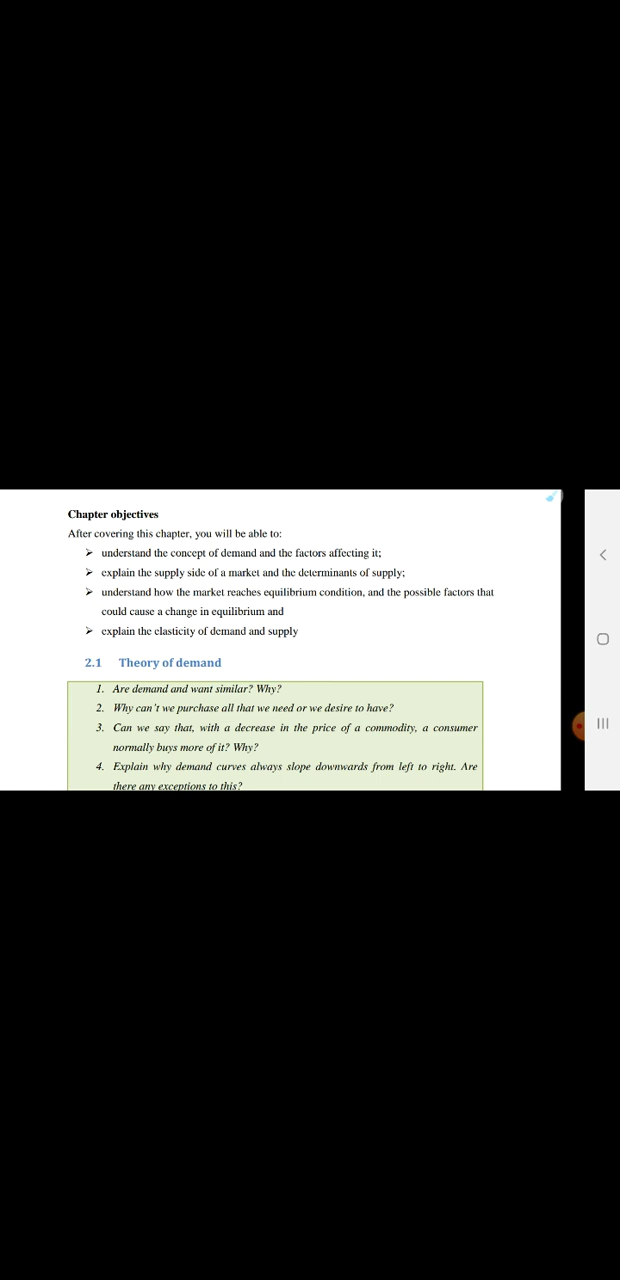 Chapter objectives
After covering this chapter, you will be able to:
➢ understand the concept of demand and the factors affecting it;
➢ explain the supply side of a market and the determinants of supply;
➢ understand how the market reaches equilibrium condition, and the possible factors that
could cause a change in equilibrium and
➢ explain the elasticity of demand and supply
2.1 Theory of demand
1. Are demand and want similar? Why?
2. Why can't we purchase all that we need or we desire to have?
3. Can we say that, with a decrease in the price of a commodity, a consumer
normally buys more of it? Why?
4. Explain why demand curves always slope downwards from left to right. Are
there any exceptions to this?